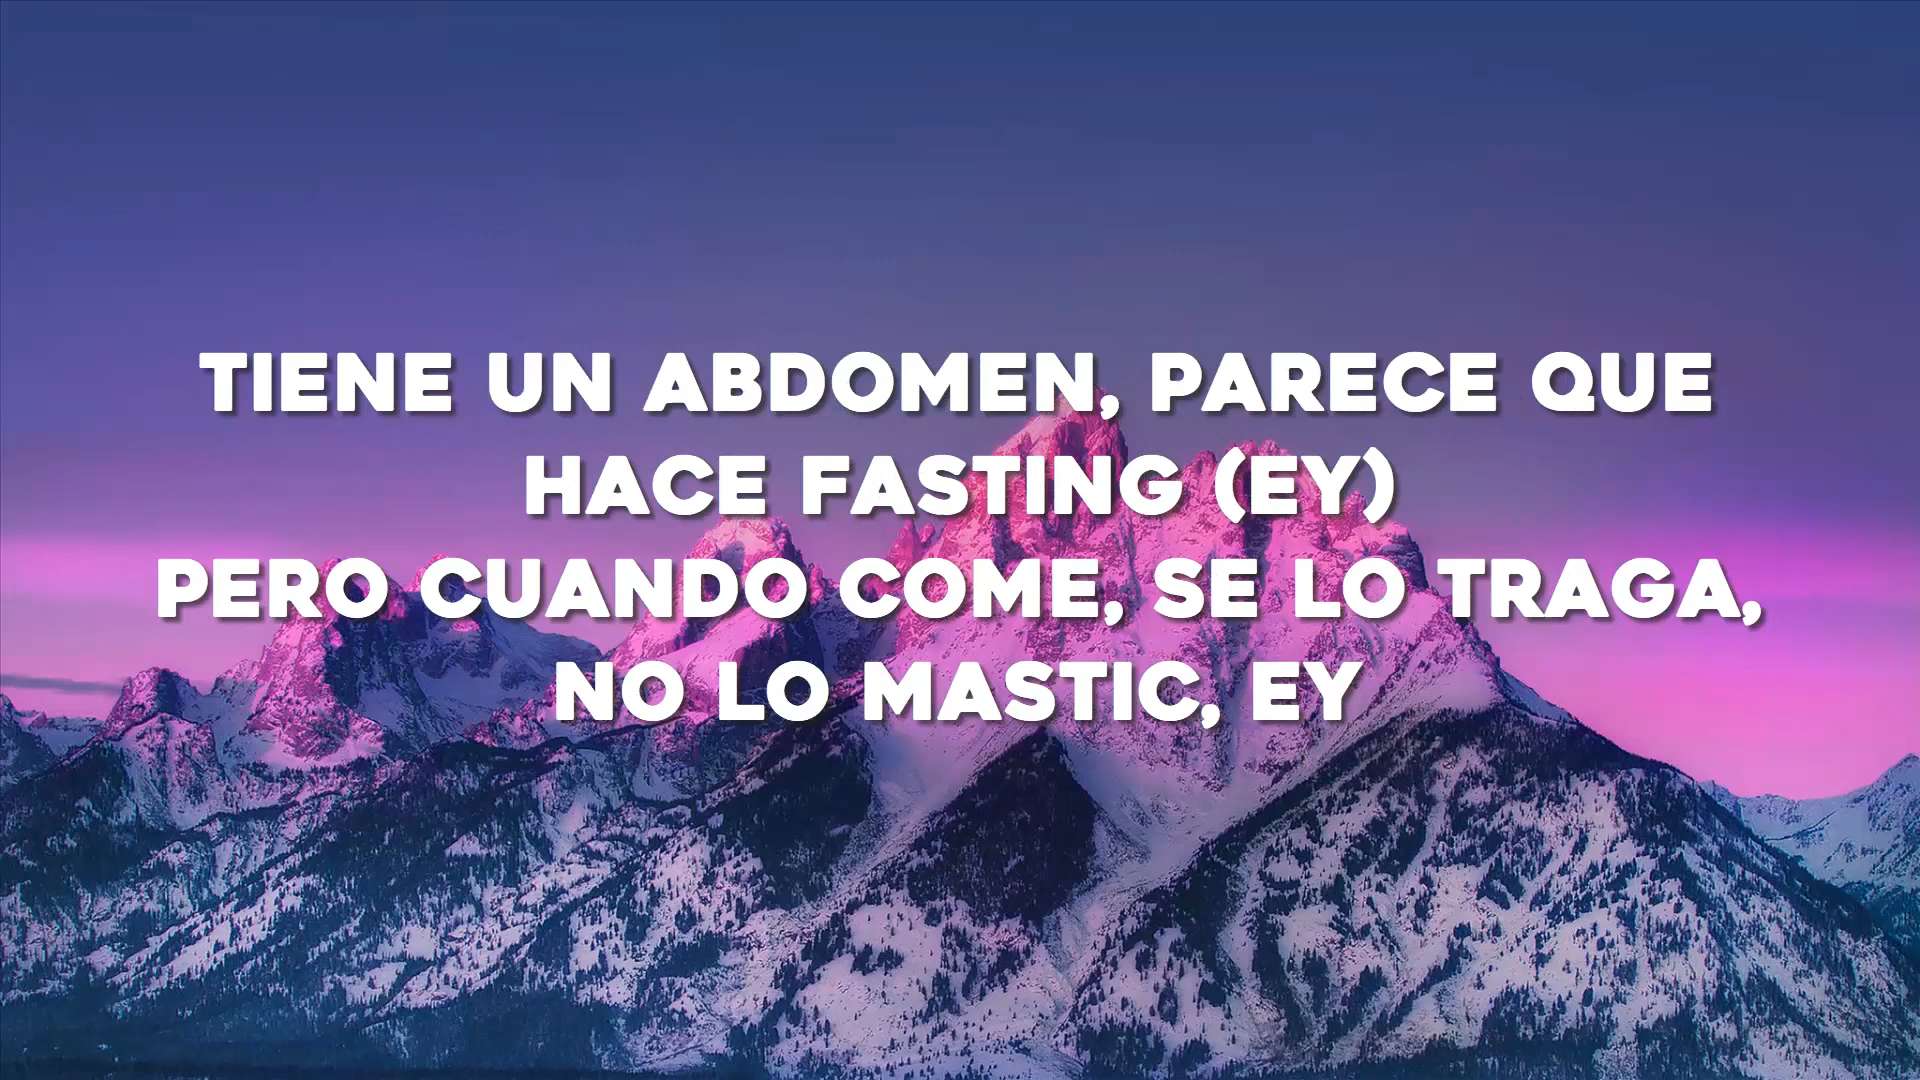 TIENE UN ABDOMEN, PARECE QUE
HACE FASTING (EY)
PERO CUANDO COME, SE LO TRAGA,
NO LO MASTIC, EY